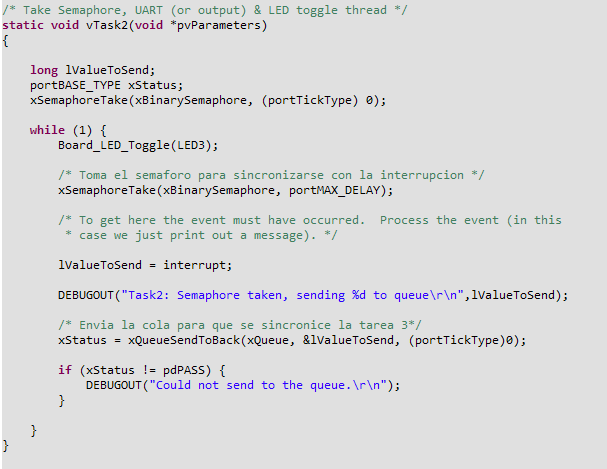 /* Take Semaphore, UART (or output) & LED toggle thread */
static void vTask2(void *pvParameters)
{
long lValueToSend;
portBASE_TYPE xStatus;
xSemaphoreTake(xBinarySemaphore, (portTickType) 0);
while (1) {
Board_LED_Toggle(LED3);
/* Toma el semaforo para sincronizarse con la interrupcion */
xSemaphoreTake(xBinarySemaphore, portMAX_DELAY);
/* To get here the event must have occurred.  Process the event (in this
* case we just print out a message). */
lValueToSend = interrupt;
DEBUGOUT("Task2: Semaphore taken, sending %d to queue\r\n",lValueToSend);
/* Envia la cola para que se sincronice la tarea 3*/
xStatus = xQueueSendToBack(xQueue, &lValueToSend, (portTickType)0);
if (xStatus != pdPASS) {
DEBUGOUT("Could not send to the queue.\r\n");
}
}
}